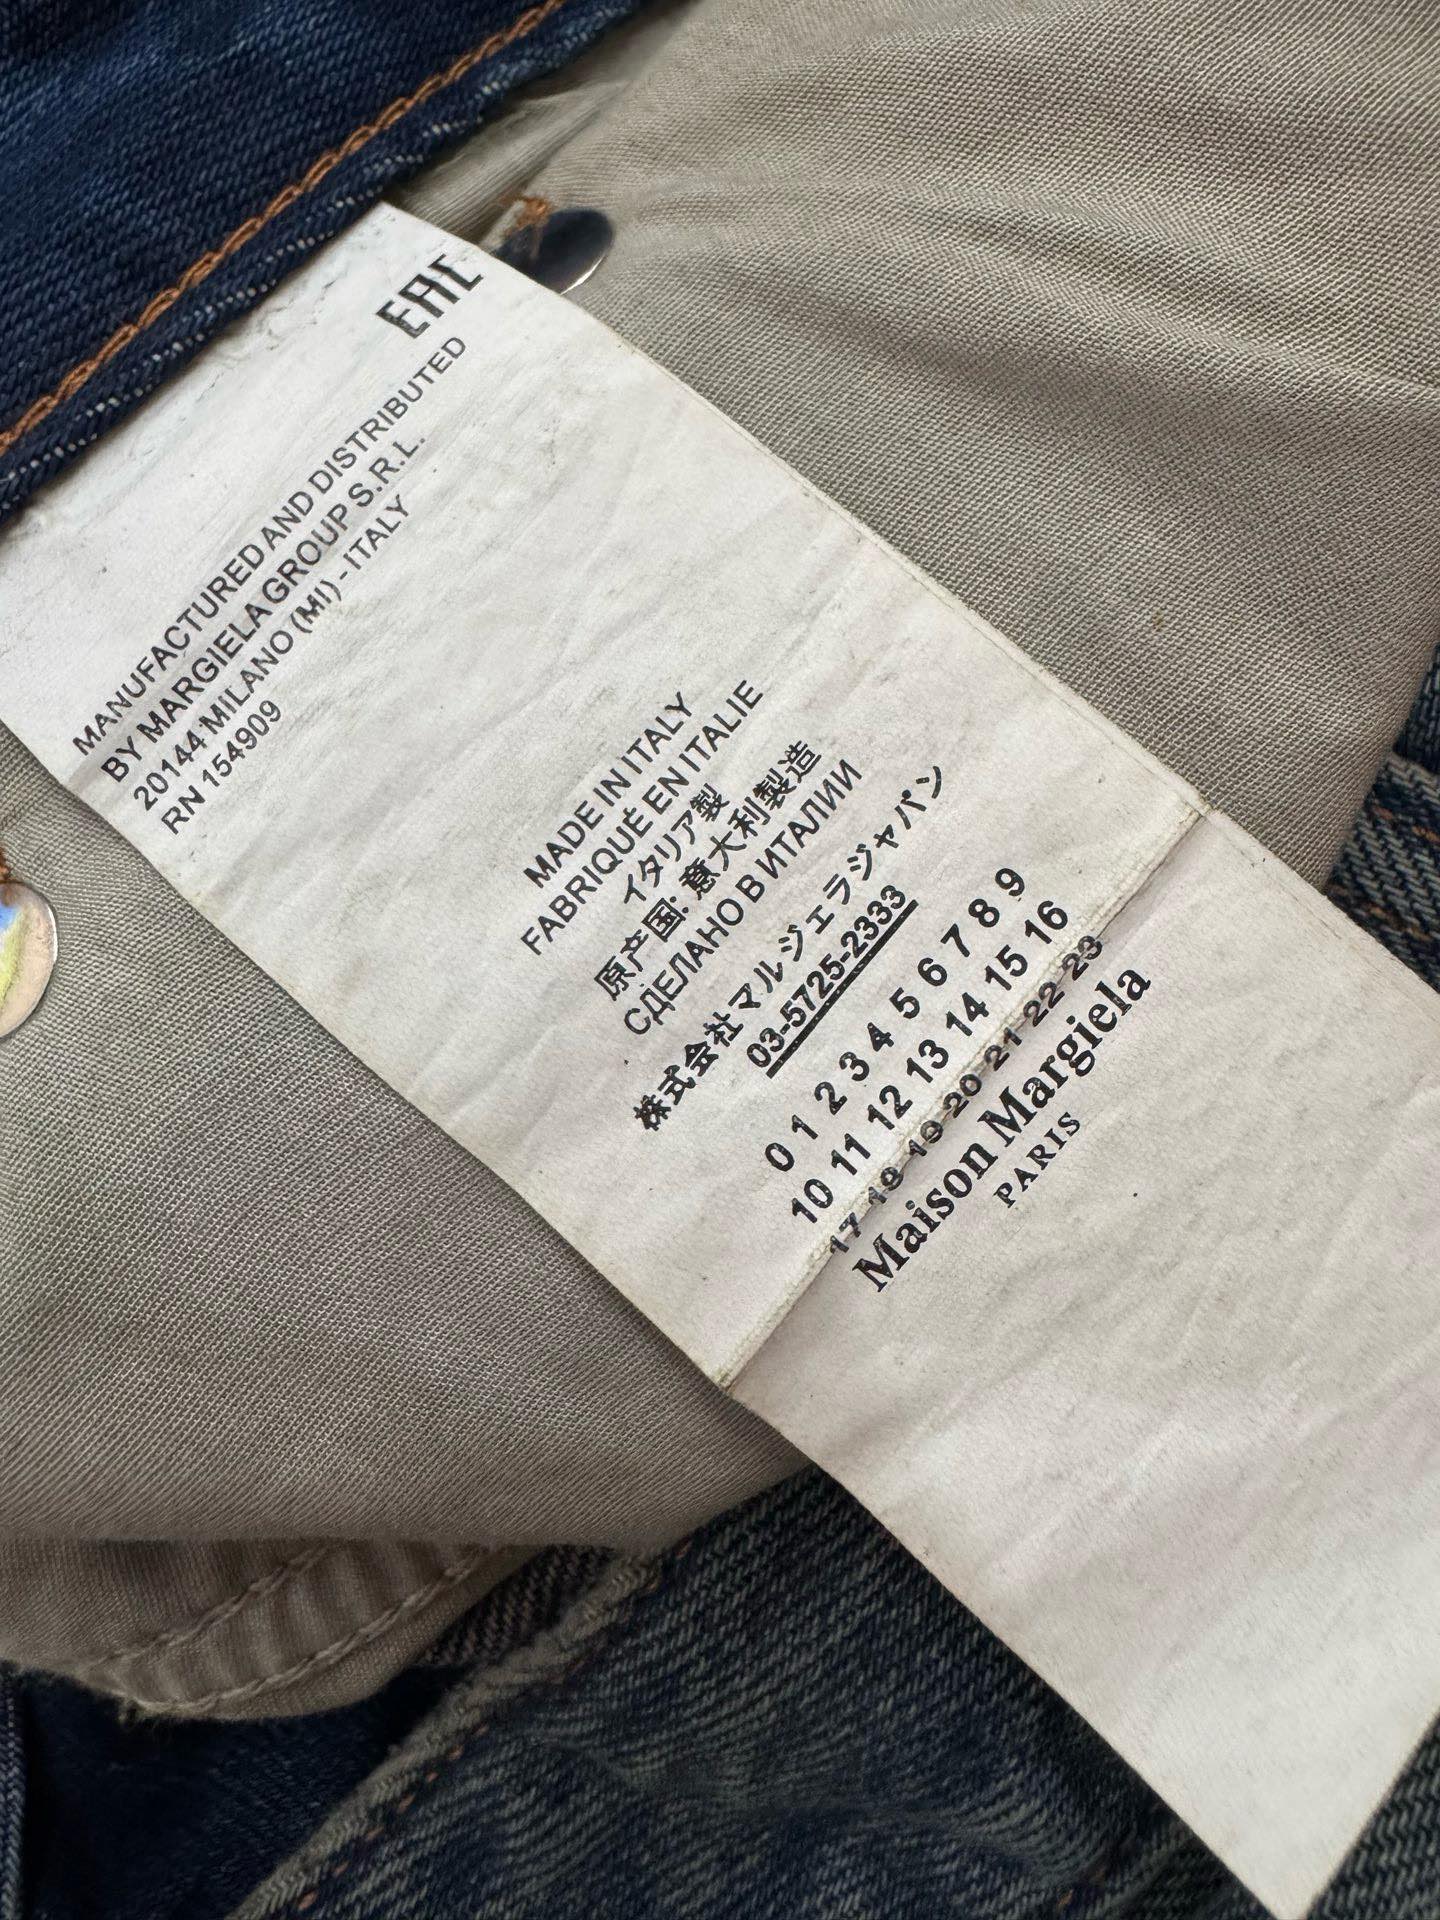 EAC
MANUFACTURED AND DISTRIBUTED
BY MARGIELA GROUP S.R.L.
20144 MILANO (MI) - ITALY
RN 154909
MADE IN ITALY
FABRIQUÉ EN ITALIE
イタリア製
原产国: 意大利製造
СДЕЛАНО В ИТАЛИИ
株式会社マルジェラジャパン
03-5725-2333
0 1 2 3 4 5 6 7 8 9
10 11 12 13 14 15 16
17 18 19 20 21 22 23
Maison Margiela
PARIS